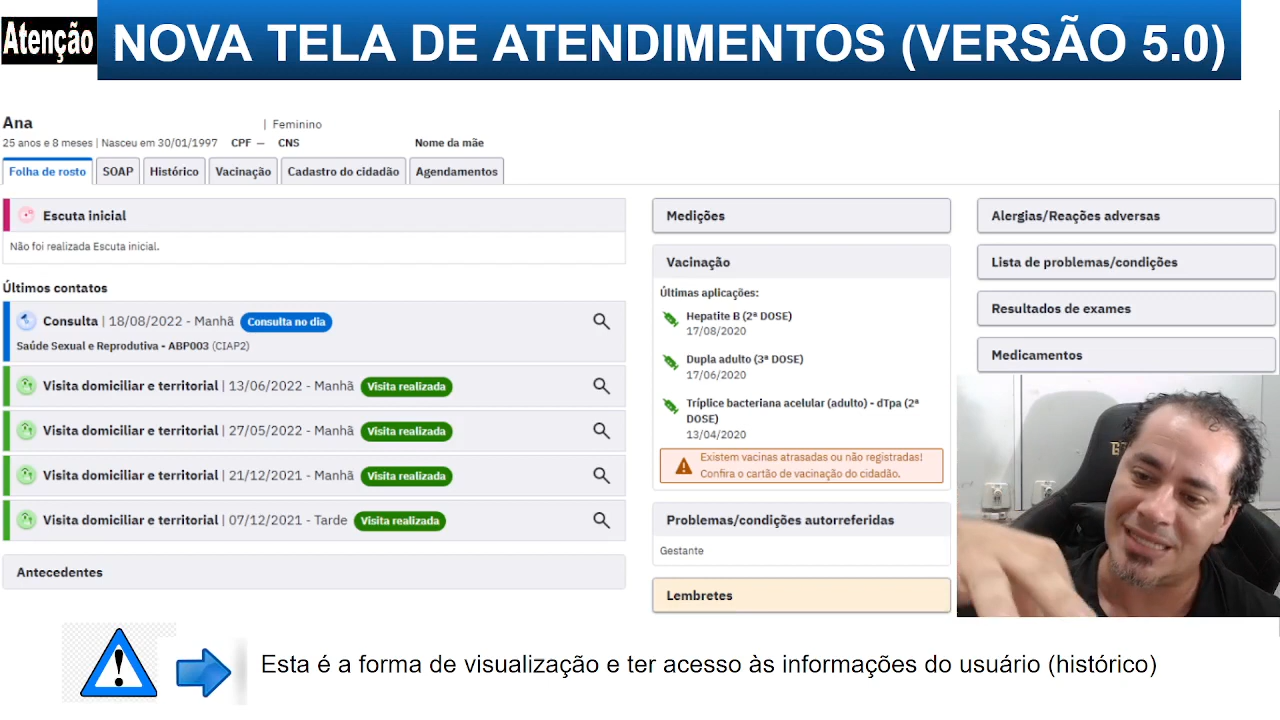 Atenção
NOVA TELA DE ATENDIMENTOS (VERSÃO 5.0)
Ana
| Feminino
25 anos e 8 meses | Nasceu em 30/01/1997 CPF — CNS Nome da mãe
Folha de rosto SOAP Histórico Vacinação Cadastro do cidadão Agendamentos
Escuta inicial
Não foi realizada Escuta inicial.
Últimos contatos
Consulta | 18/08/2022 - Manhã Consulta no dia
Saúde Sexual e Reprodutiva - ABP003 (CIAP2)
Visita domiciliar e territorial | 13/06/2022 - Manhã Visita realizada
Visita domiciliar e territorial | 27/05/2022 - Manhã Visita realizada
Visita domiciliar e territorial | 21/12/2021 - Manhã Visita realizada
Visita domiciliar e territorial | 07/12/2021 - Tarde Visita realizada
Antecedentes
Medições
Vacinação
Últimas aplicações:
Hepatite B (2ª DOSE)
17/08/2020
Dupla adulto (3ª DOSE)
17/06/2020
Tríplice bacteriana acelular (adulto) - dTpa (2ª
DOSE)
13/04/2020
Existem vacinas atrasadas ou não registradas!
Confira o cartão de vacinação do cidadão.
Problemas/condições autorreferidas
Gestante
Lembretes
Alergias/Reações adversas
Lista de problemas/condições
Resultados de exames
Medicamentos
Esta é a forma de visualização e ter acesso às informações do usuário (histórico)